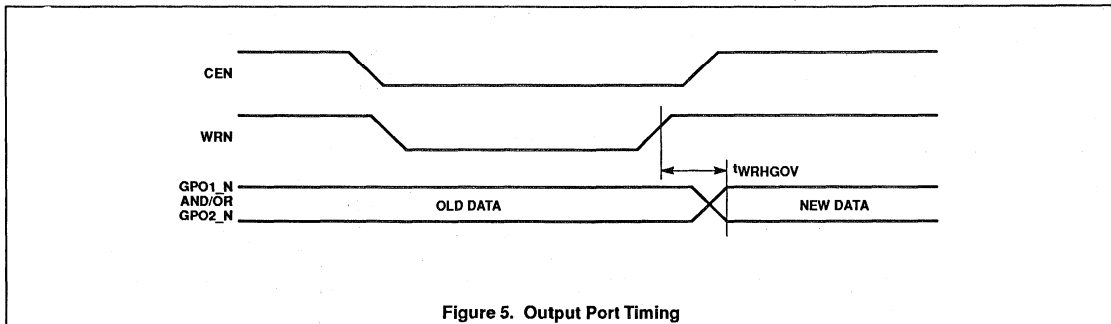 CEN
WRN
tWRHGOV
GPO1_N
AND/OR
GPO2_N
OLD DATA
NEW DATA
Figure 5. Output Port Timing